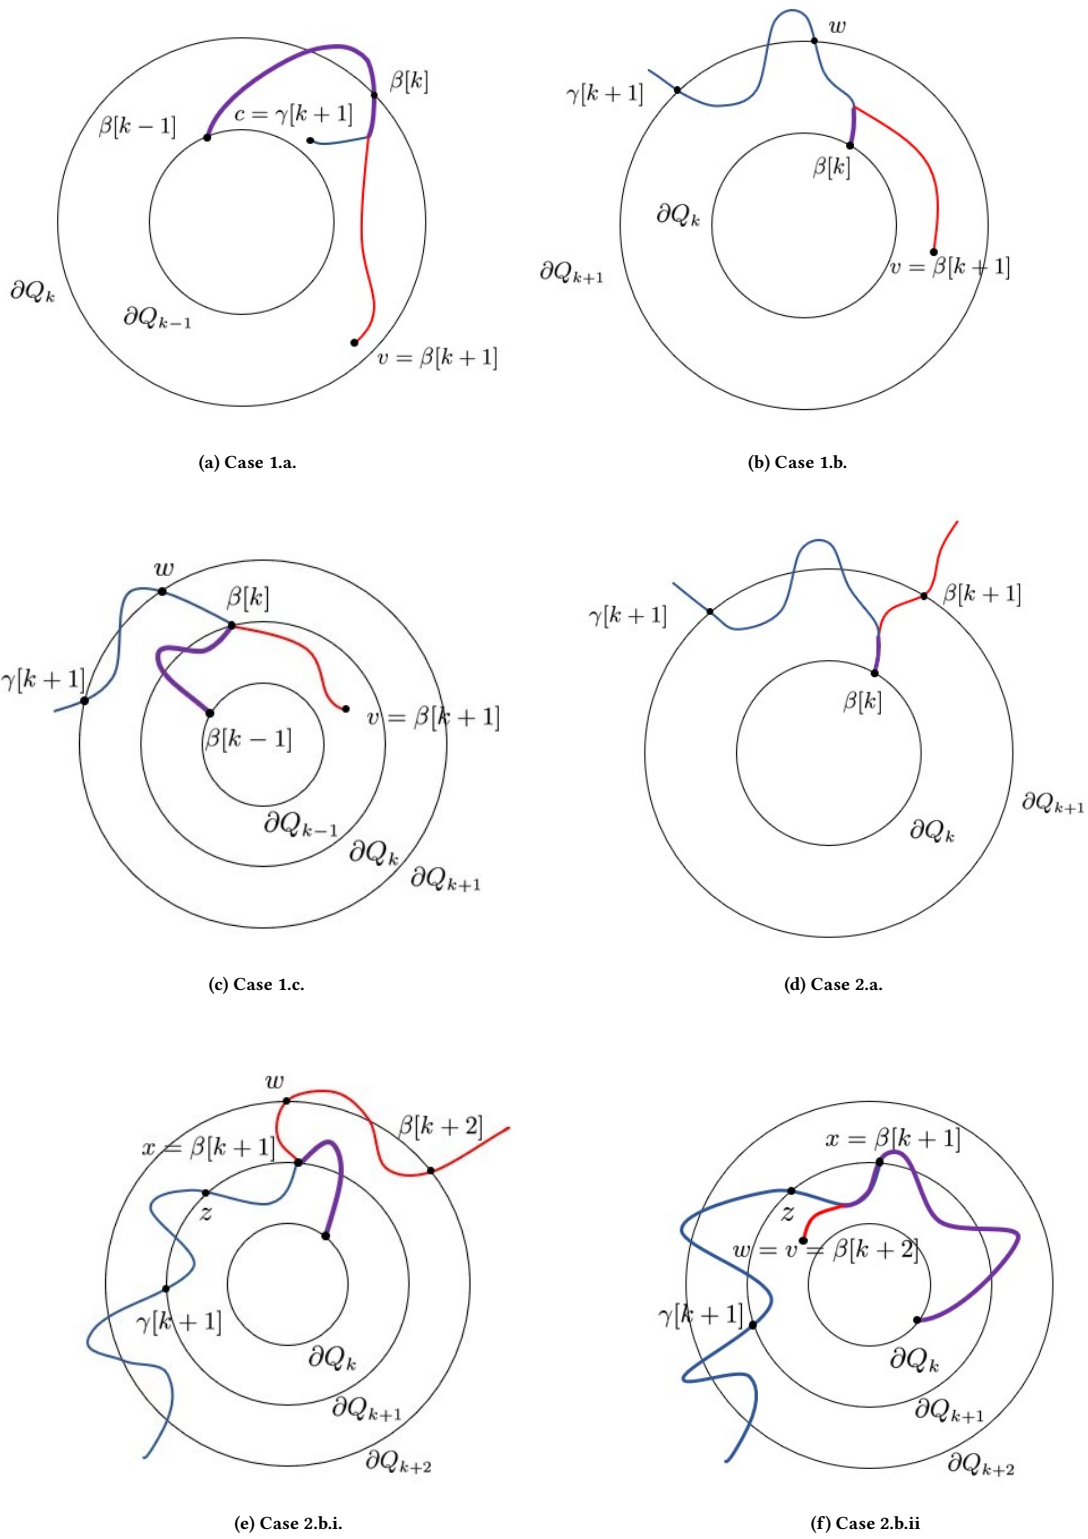 β[k]
c = γ[k + 1]
β[k − 1]
∂Q_k
∂Q_{k−1}
v = β[k + 1]
(a) Case 1.a.
w
γ[k + 1]
β[k]
∂Q_k
∂Q_{k+1}
v = β[k + 1]
(b) Case 1.b.
w
β[k]
γ[k + 1]
v = β[k + 1]
β[k − 1]
∂Q_{k−1}
∂Q_k
∂Q_{k+1}
(c) Case 1.c.
γ[k + 1]
β[k + 1]
β[k]
∂Q_{k+1}
∂Q_k
(d) Case 2.a.
w
β[k + 2]
x = β[k + 1]
z
γ[k + 1]
∂Q_k
∂Q_{k+1}
∂Q_{k+2}
(e) Case 2.b.i.
x = β[k + 1]
z
w = v = β[k + 2]
γ[k + 1]
∂Q_k
∂Q_{k+1}
∂Q_{k+2}
(f) Case 2.b.ii